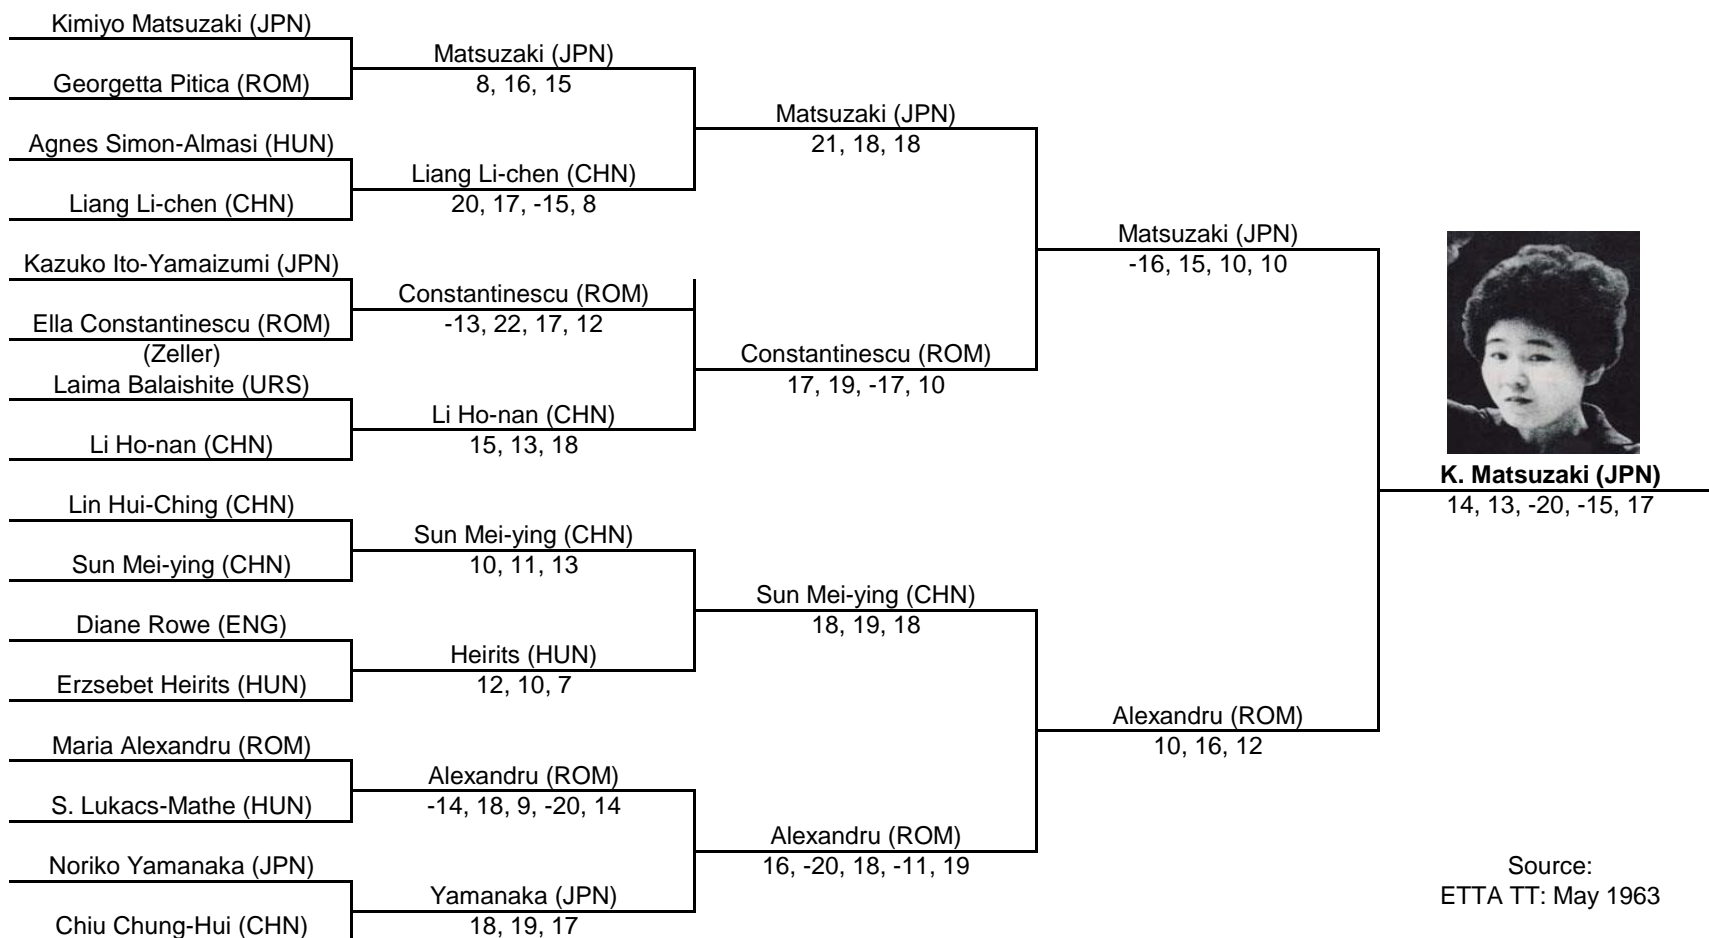 Kimiyo Matsuzaki (JPN)
Georgetta Pitica (ROM)
Agnes Simon-Almasi (HUN)
Liang Li-chen (CHN)
Kazuko Ito-Yamaizumi (JPN)
Ella Constantinescu (ROM)
(Zeller)
Laima Balaishite (URS)
Li Ho-nan (CHN)
Lin Hui-Ching (CHN)
Sun Mei-ying (CHN)
Diane Rowe (ENG)
Erzsebet Heirits (HUN)
Maria Alexandru (ROM)
S. Lukacs-Mathe (HUN)
Noriko Yamanaka (JPN)
Chiu Chung-Hui (CHN)
Matsuzaki (JPN)
8, 16, 15
Liang Li-chen (CHN)
20, 17, -15, 8
Constantinescu (ROM)
-13, 22, 17, 12
Li Ho-nan (CHN)
15, 13, 18
Sun Mei-ying (CHN)
10, 11, 13
Heirits (HUN)
12, 10, 7
Alexandru (ROM)
-14, 18, 9, -20, 14
Yamanaka (JPN)
18, 19, 17
Matsuzaki (JPN)
21, 18, 18
Constantinescu (ROM)
17, 19, -17, 10
Sun Mei-ying (CHN)
18, 19, 18
Alexandru (ROM)
16, -20, 18, -11, 19
Matsuzaki (JPN)
-16, 15, 10, 10
Alexandru (ROM)
10, 16, 12
K. Matsuzaki (JPN)
14, 13, -20, -15, 17
Source:
ETTA TT: May 1963